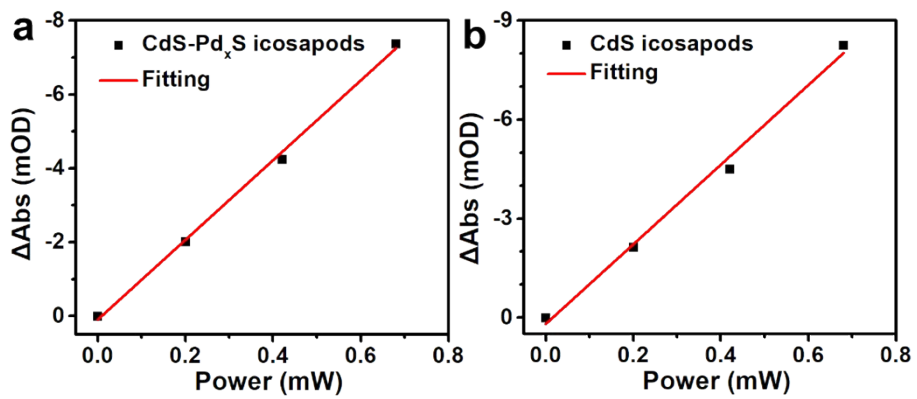 a
CdS-PdxS icosapods
Fitting
ΔAbs (mOD)
-8
-6
-4
-2
0
0.0 0.2 0.4 0.6 0.8
Power (mW)
b
CdS icosapods
Fitting
ΔAbs (mOD)
-9
-6
-3
0
0.0 0.2 0.4 0.6 0.8
Power (mW)